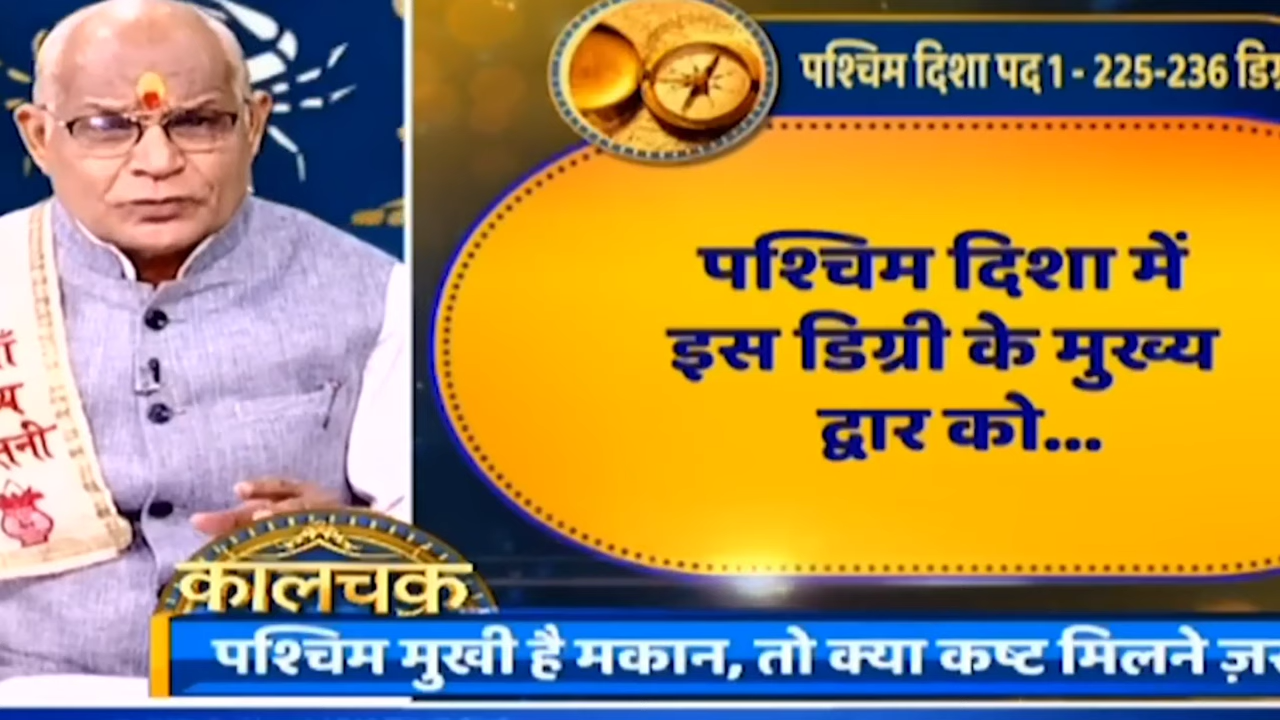 पश्चिम दिशा पद 1 - 225-236
पश्चिम दिशा में
इस डिग्री के मुख्य
द्वार को...
कालचक्र
पश्चिम मुखी है मकान, तो क्या कष्ट मिलने